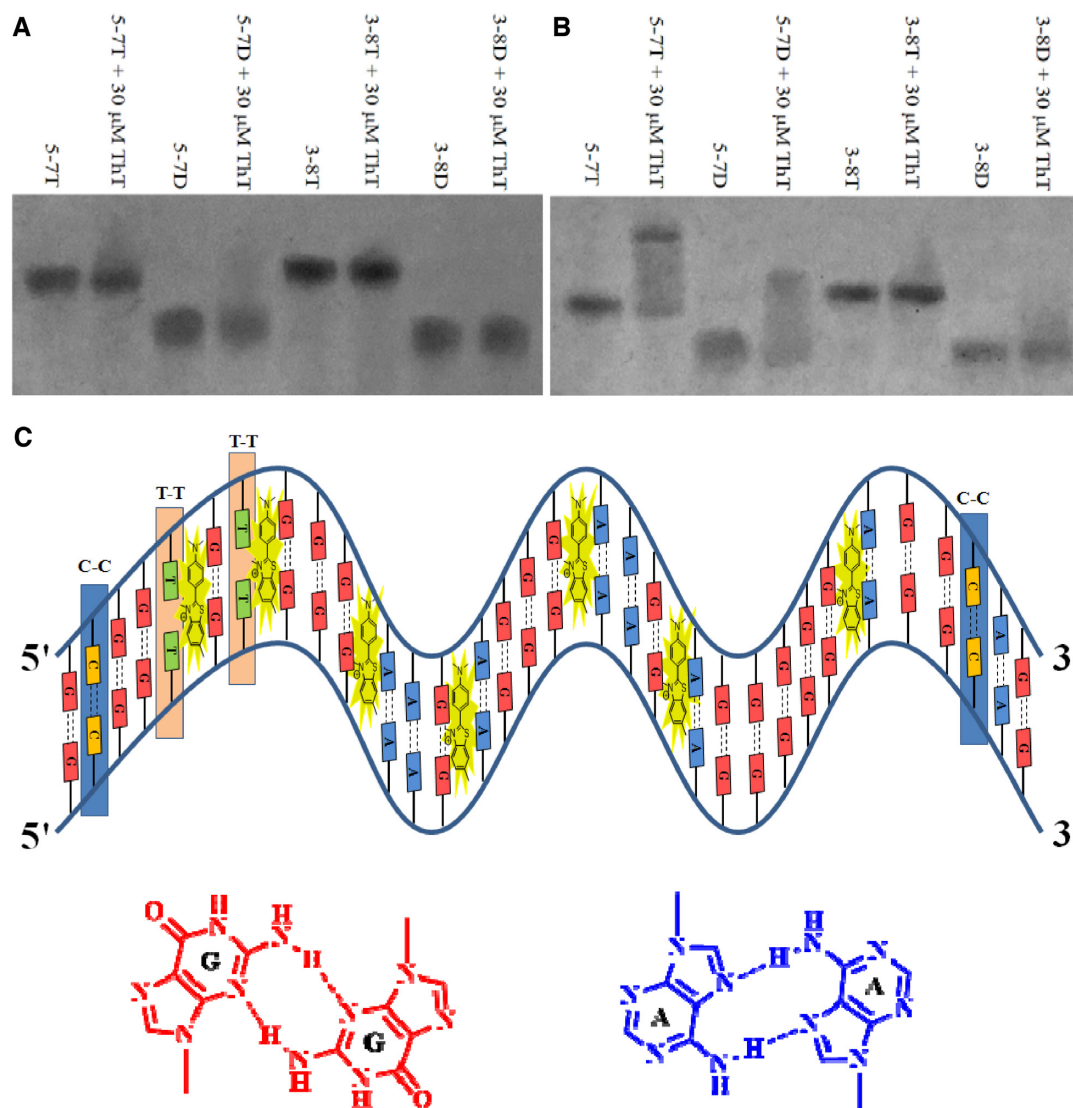 A
5-7T
5-7T + 30 μM ThT
5-7D
5-7D + 30 μM ThT
3-8T
3-8T + 30 μM ThT
3-8D
3-8D + 30 μM ThT
B
5-7T
5-7T + 30 μM ThT
5-7D
5-7D + 30 μM ThT
3-8T
3-8T + 30 μM ThT
3-8D
3-8D + 30 μM ThT
C
C-C
T-T
T-T
C-C
5'
3
G C G G T G T G G G A A G A G G G A A G A G G G G G A G G C A G
G C G G T G T G G G A A G A G G G A A G A G G G G G A G G C A G
5'
3
G
G
A
A